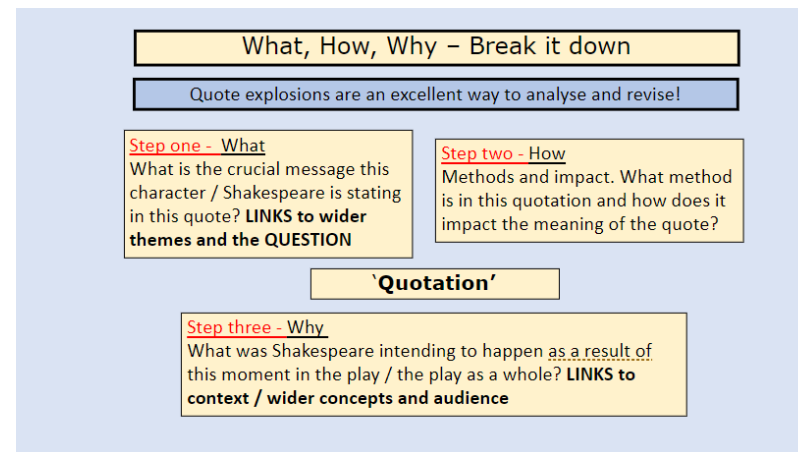 What, How, Why – Break it down
Quote explosions are an excellent way to analyse and revise!
Step one - What
What is the crucial message this
character / Shakespeare is stating
in this quote? LINKS to wider
themes and the QUESTION
Step two - How
Methods and impact. What method
is in this quotation and how does it
impact the meaning of the quote?
‘Quotation’
Step three - Why
What was Shakespeare intending to happen as a result of
this moment in the play / the play as a whole? LINKS to
context / wider concepts and audience